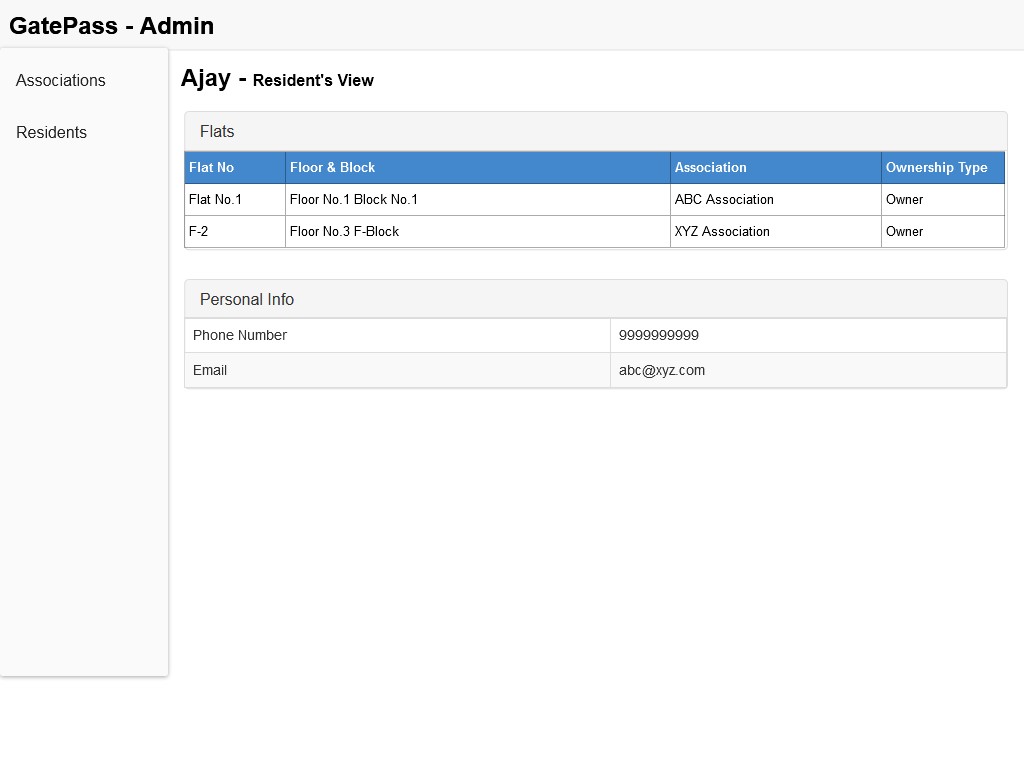 GatePass - Admin
Associations
Residents
Ajay - Resident's View
Flats
Flat No Floor & Block Association Ownership Type
Flat No.1 Floor No.1 Block No.1 ABC Association Owner
F-2 Floor No.3 F-Block XYZ Association Owner
Personal Info
Phone Number 9999999999
Email abc@xyz.com